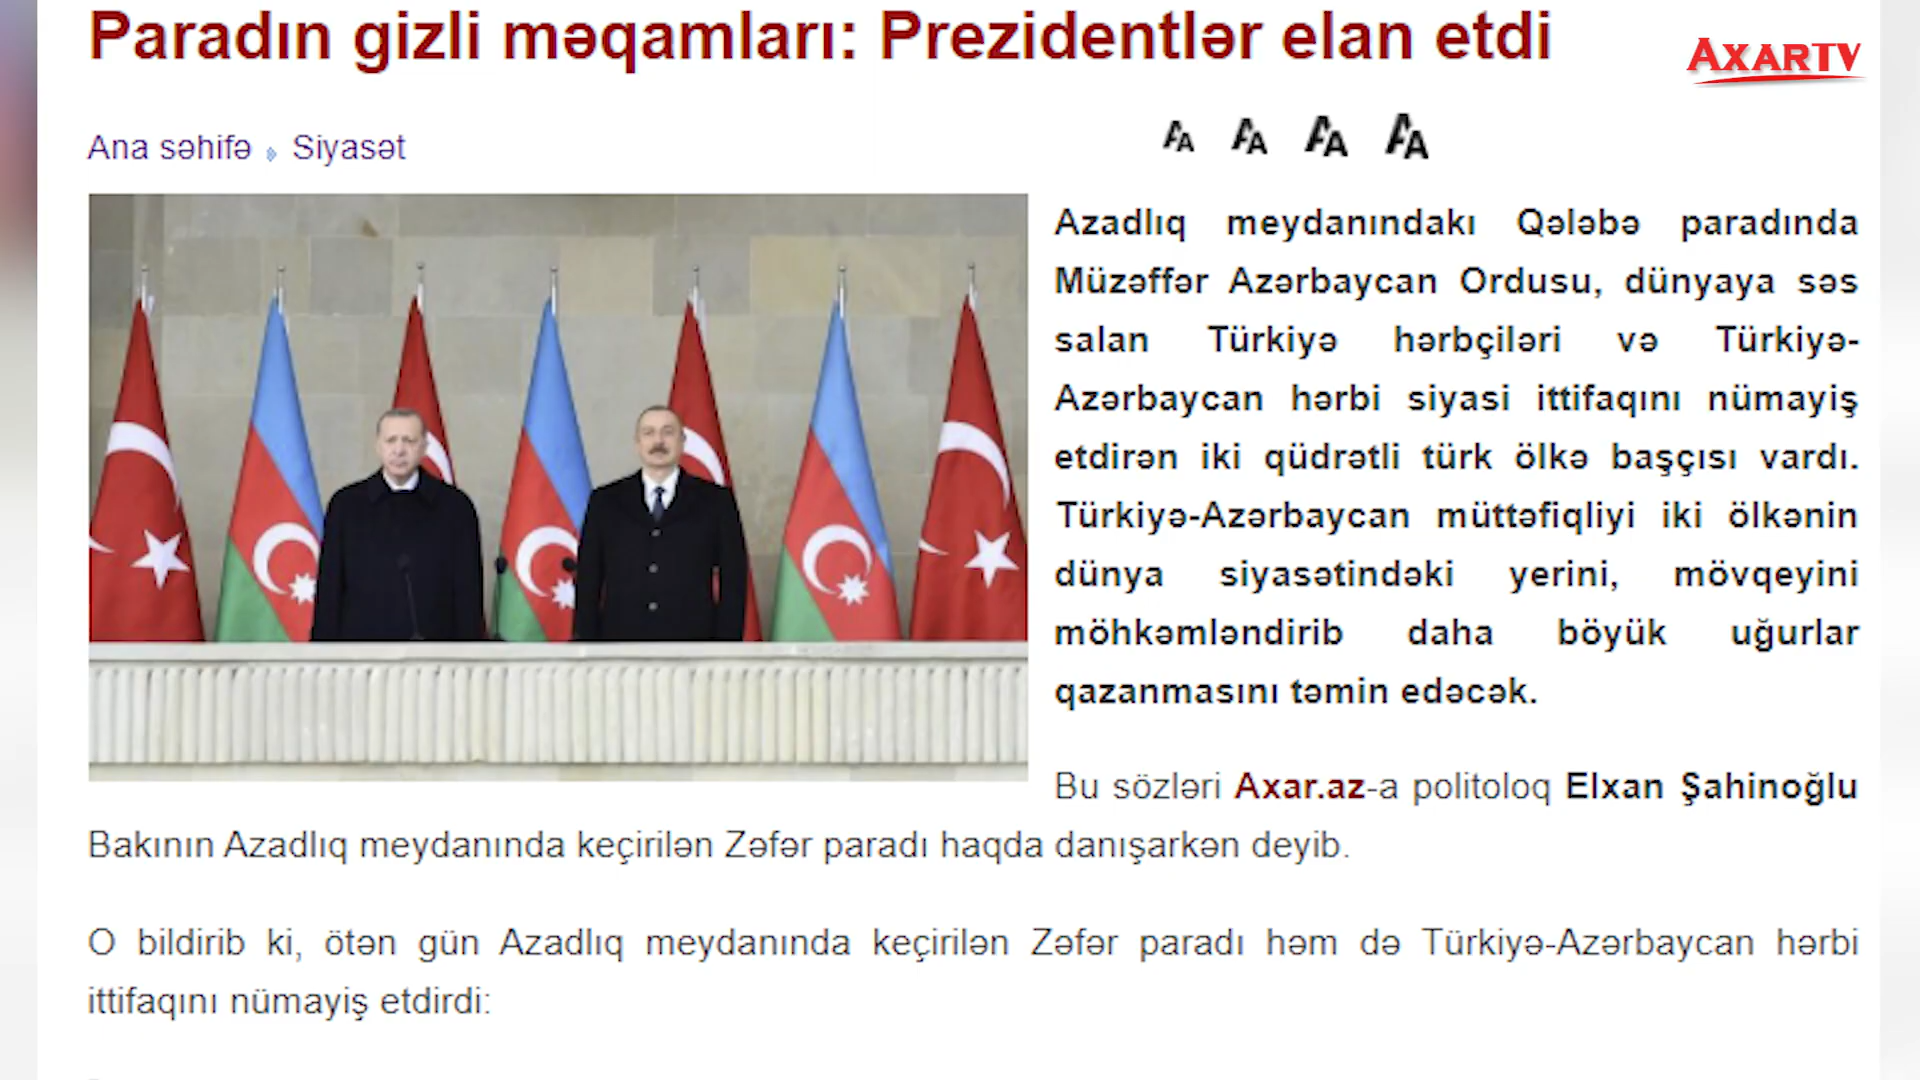 Paradın gizli məqamları: Prezidentlər elan etdi
AXARTV
Ana səhifə Siyasət
AA AA AA AA
Azadlıq meydanındakı Qələbə paradında
Müzəffər Azərbaycan Ordusu, dünyaya səs
salan Türkiyə hərbçiləri və Türkiyə-
Azərbaycan hərbi siyasi ittifaqını nümayiş
etdirən iki qüdrətli türk ölkə başçısı vardı.
Türkiyə-Azərbaycan müttəfiqliyi iki ölkənin
dünya siyasətindəki yerini, mövqeyini
möhkəmləndirib daha böyük uğurlar
qazanmasını təmin edəcək.
Bu sözləri Axar.az-a politoloq Elxan Şahinoğlu
Bakının Azadlıq meydanında keçirilən Zəfər paradı haqda danışarkən deyib.
O bildirib ki, ötən gün Azadlıq meydanında keçirilən Zəfər paradı həm də Türkiyə-Azərbaycan hərbi
ittifaqını nümayiş etdirdi: